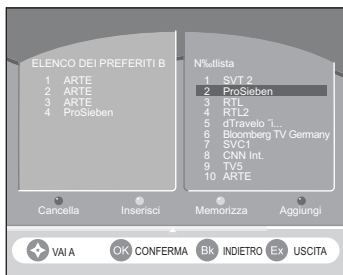 ELENCO DEI PREFERITI B
1 ARTE
2 ARTE
3 ARTE
4 ProSieben
N‰lista
1 SVT 2
2 ProSieben
3 RTL
4 RTL2
5 dTravelo ˜i...
6 Bloomberg TV Germany
7 SVC1
8 CNN Int.
9 TV5
10 ARTE
Cancella Inserisci Memorizza Aggiungi
VAI A OK CONFERMA Bk INDIETRO Ex USCITA